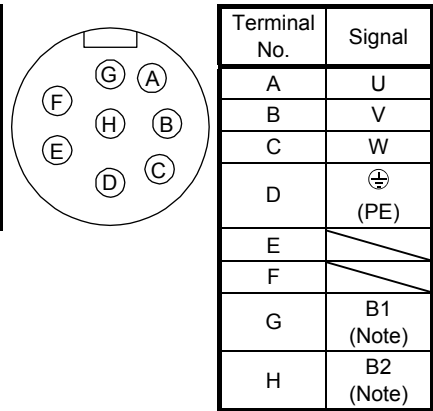 G A
F
H B
E
D C
Terminal No. Signal
A U
B V
C W
D (PE)
E
F
G B1 (Note)
H B2 (Note)